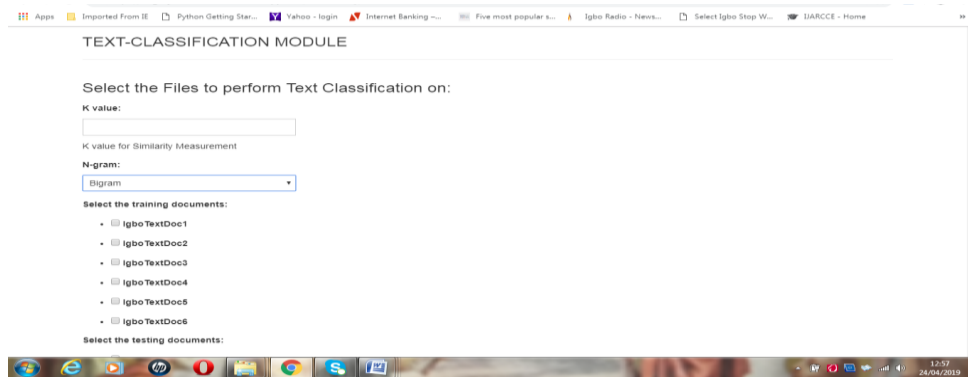 Apps Imported From IE Python Getting Star... Yahoo - login Internet Banking –... Five most popular s... Igbo Radio - News... Select Igbo Stop W... IJARCCE - Home »
TEXT-CLASSIFICATION MODULE
Select the Files to perform Text Classification on:
K value:
K value for Similarity Measurement
N-gram:
Bigram
Select the training documents:
IgboTextDoc1
IgboTextDoc2
IgboTextDoc3
IgboTextDoc4
IgboTextDoc5
IgboTextDoc6
Select the testing documents:
12:57
24/04/2019